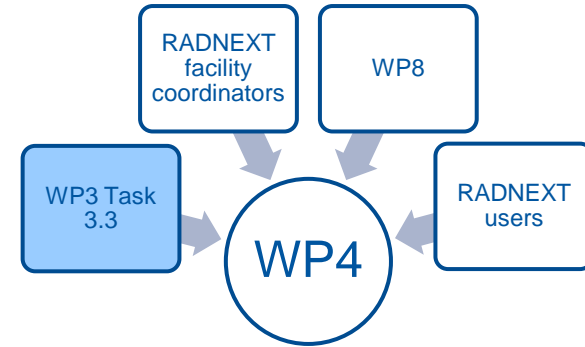 RADNEXT
facility
coordinators
WP8
WP3 Task
3.3
RADNEXT
users
WP4